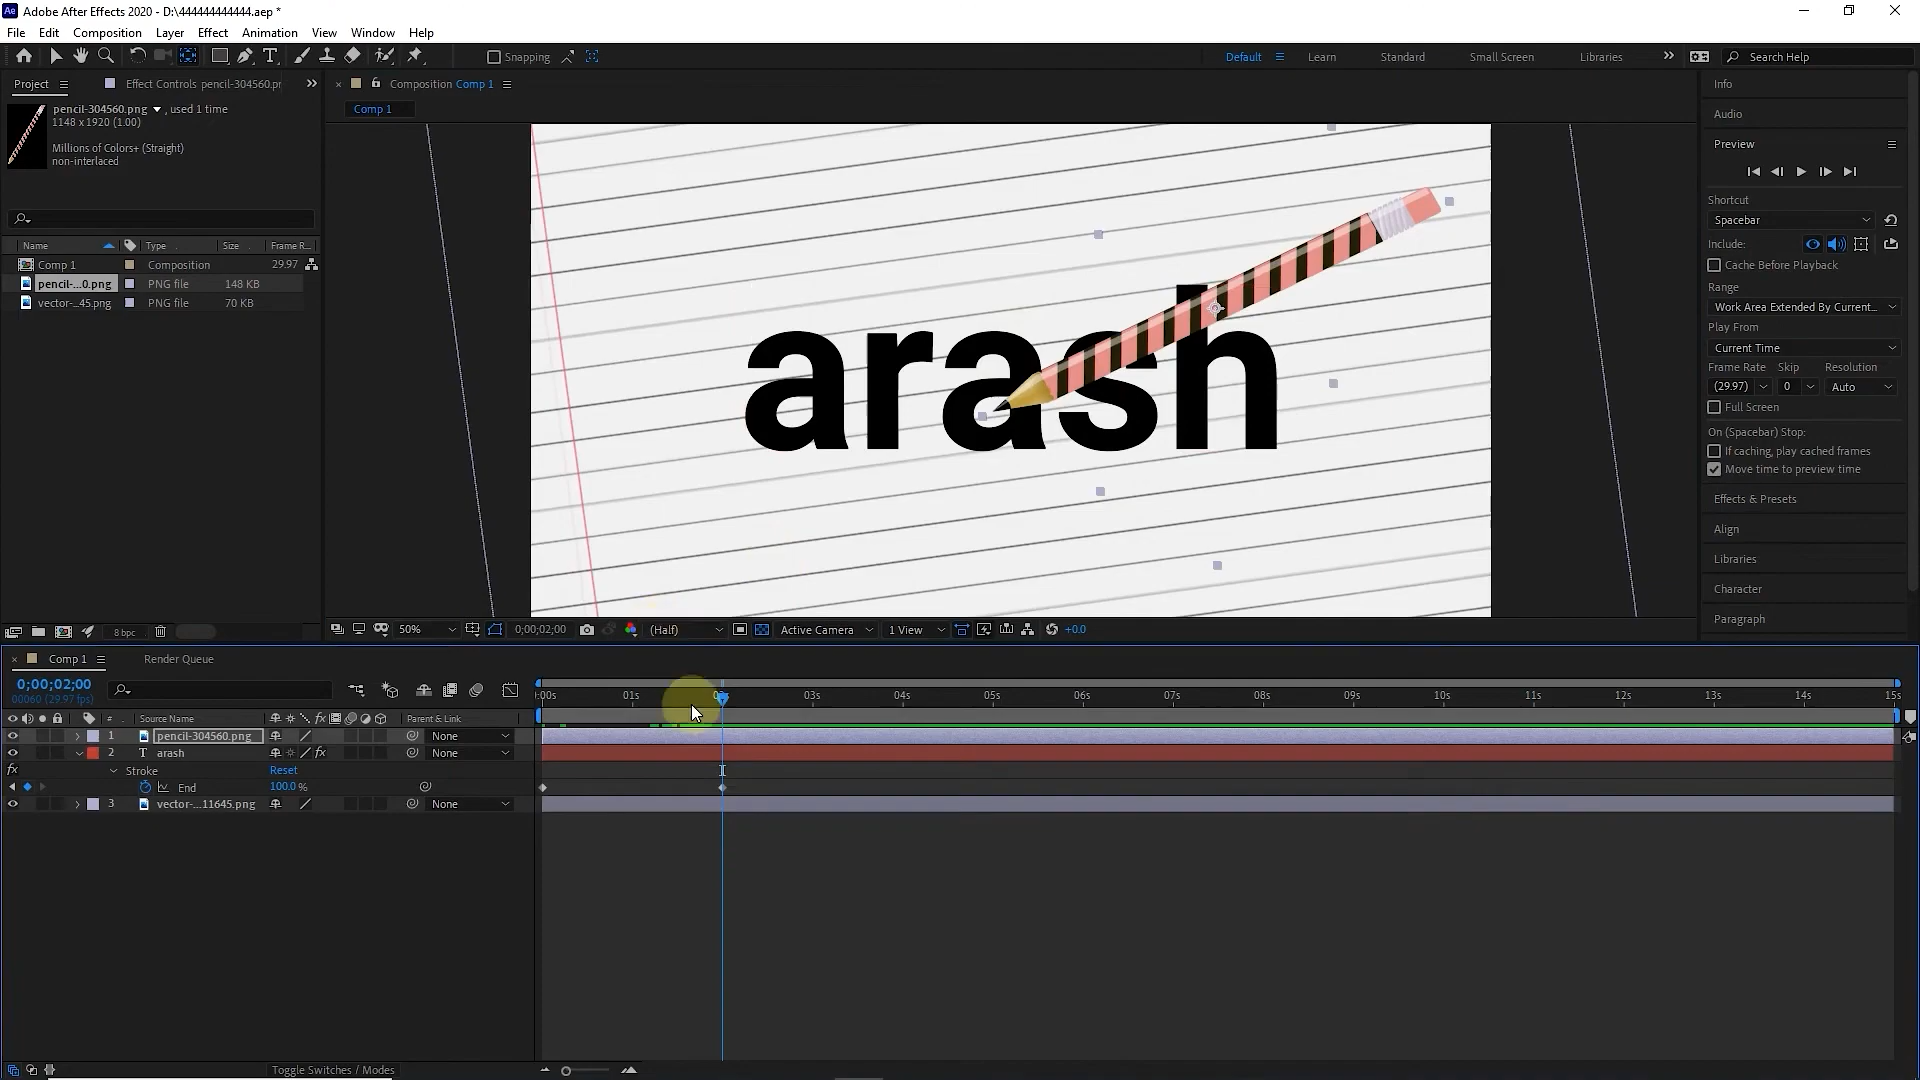 Adobe After Effects 2020 - D:\444444444444.aep *
File Edit Composition Layer Effect Animation View Window Help
Snapping
Default Learn Standard Small Screen Libraries Search Help
Project Effect Controls pencil-304560.pr
Composition Comp 1
Comp 1
pencil-304560.png , used 1 time
1148 x 1920 (1.00)
Millions of Colors+ (Straight)
non-interlaced
Name Type Size Frame R...
Comp 1 Composition 29.97
pencil-...0.png PNG file 148 KB
vector-...45.png PNG file 70 KB
8 bpc
arash
50% 0;00;02;00 (Half) Active Camera 1 View +0.0
Info
Audio
Preview
Shortcut
Spacebar
Include:
Cache Before Playback
Range
Work Area Extended By Current...
Play From
Current Time
Frame Rate Skip Resolution
(29.97) 0 Auto
Full Screen
On (Spacebar) Stop:
If caching, play cached frames
Move time to preview time
Effects & Presets
Align
Libraries
Character
Paragraph
Comp 1 Render Queue
0;00;02;00
00060 (29.97 fps)
# Source Name Parent & Link
1 pencil-304560.png None
2 T arash
fx Stroke Reset
End 100.0 %
3 vector-...11645.png None
:00s 01s 03s 04s 05s 06s 07s 08s 09s 10s 11s 12s 13s 14s 15s
Toggle Switches / Modes